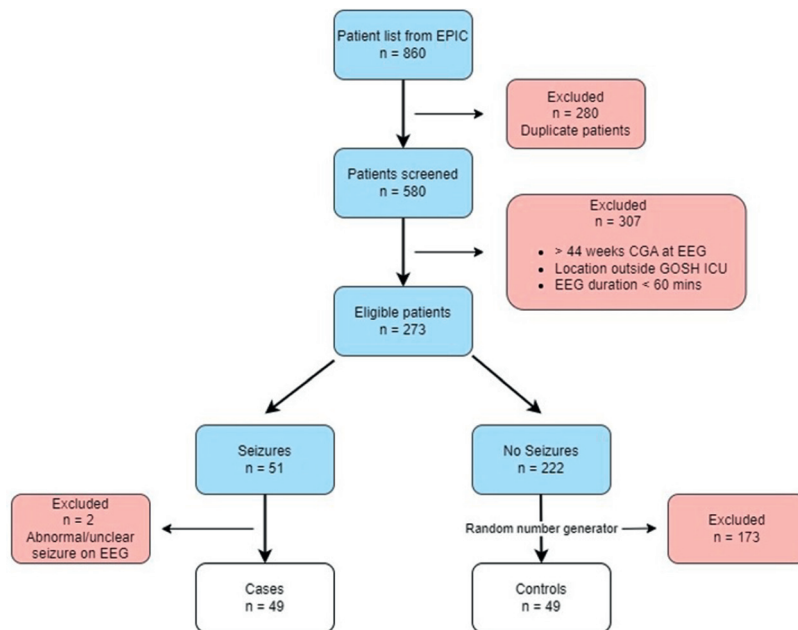 Patient list from EPIC
n = 860
Excluded
n = 280
Duplicate patients
Patients screened
n = 580
Excluded
n = 307
• > 44 weeks CGA at EEG
• Location outside GOSH ICU
• EEG duration < 60 mins
Eligible patients
n = 273
Seizures
n = 51
No Seizures
n = 222
Excluded
n = 2
Abnormal/unclear
seizure on EEG
Random number generator
Excluded
n = 173
Cases
n = 49
Controls
n = 49